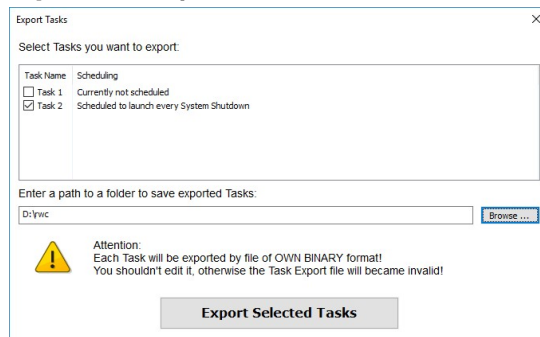 Export Tasks
Select Tasks you want to export:
Task Name Scheduling
Task 1 Currently not scheduled
Task 2 Scheduled to launch every System Shutdown
Enter a path to a folder to save exported Tasks:
D:\rwc Browse ...
Attention:
Each Task will be exported by file of OWN BINARY format!
You shouldn't edit it, otherwise the Task Export file will became invalid!
Export Selected Tasks